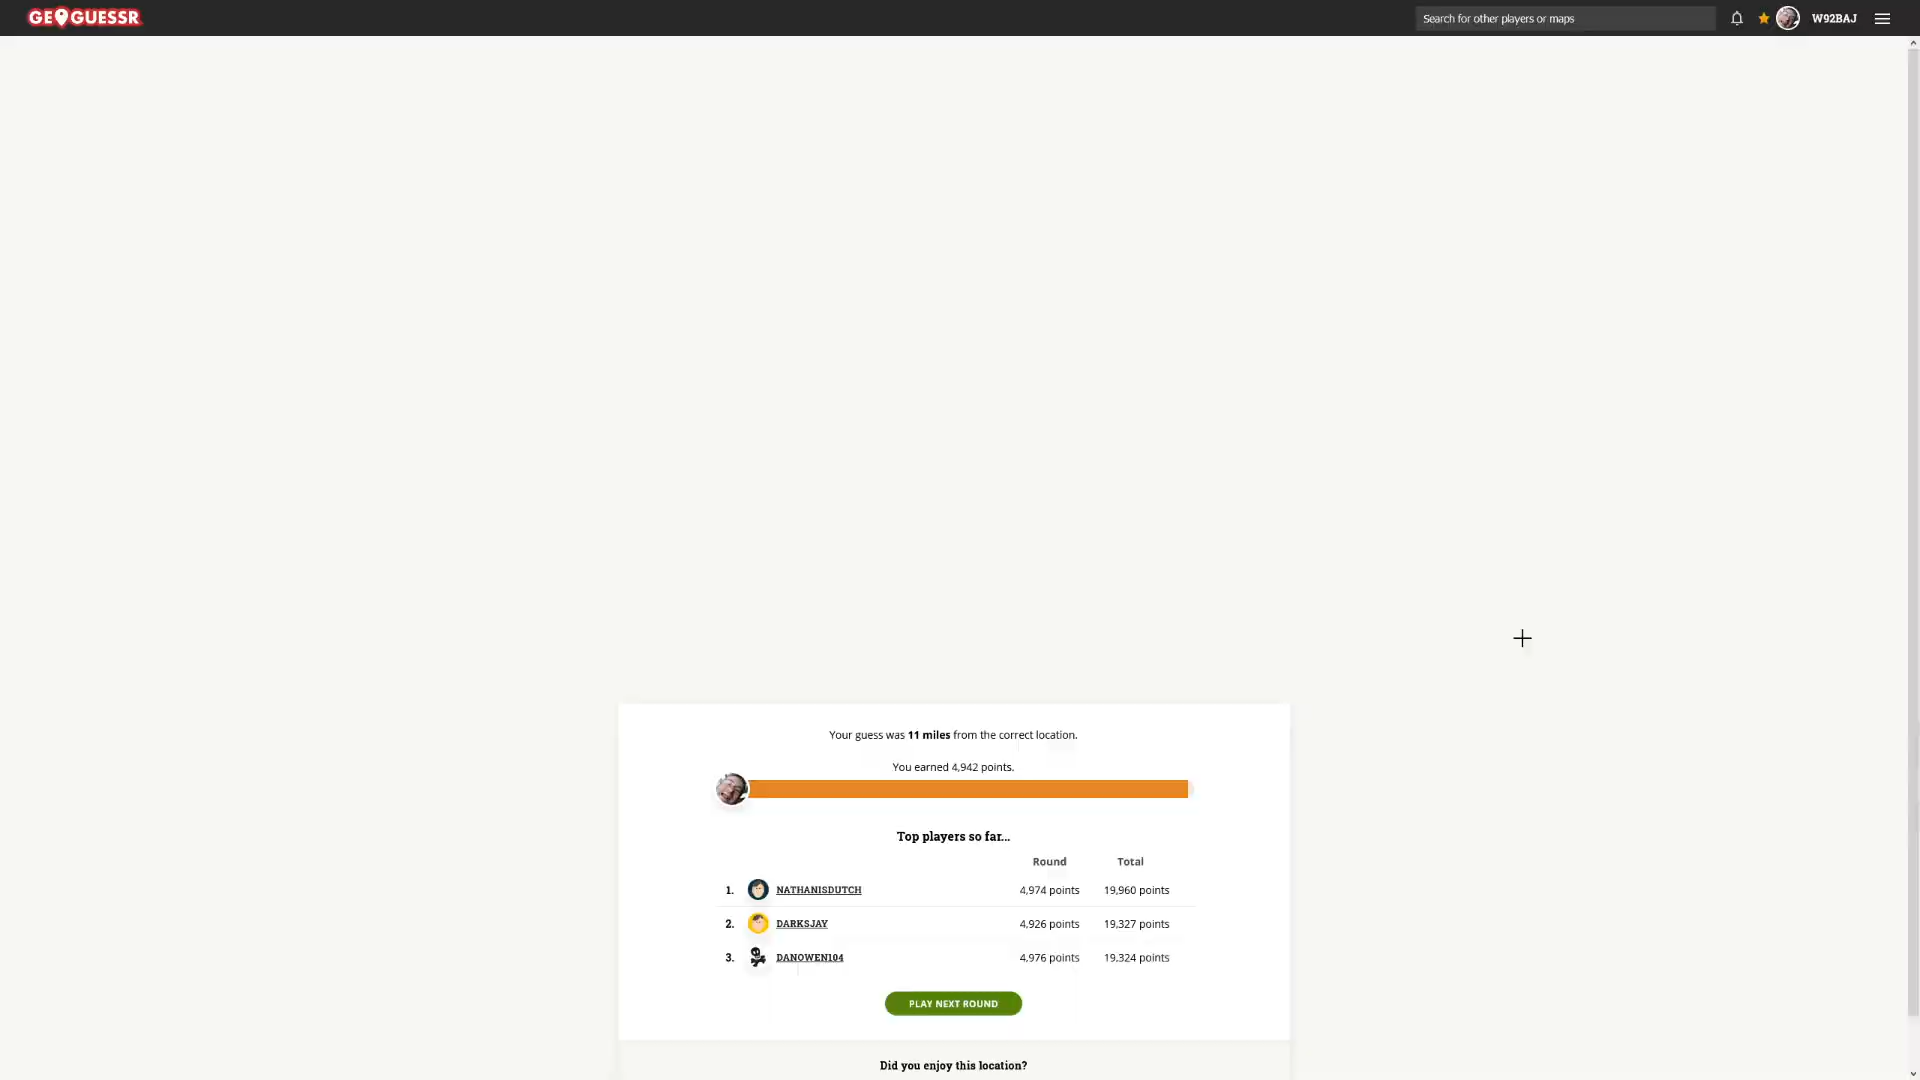 GEOGUESSR
Search for other players or maps
W92BAJ
Your guess was 11 miles from the correct location.
You earned 4,942 points.
Top players so far...
Round Total
1. NATHANISDUTCH 4,974 points 19,960 points
2. DARKSJAY 4,926 points 19,327 points
3. DANOWEN104 4,976 points 19,324 points
PLAY NEXT ROUND
Did you enjoy this location?